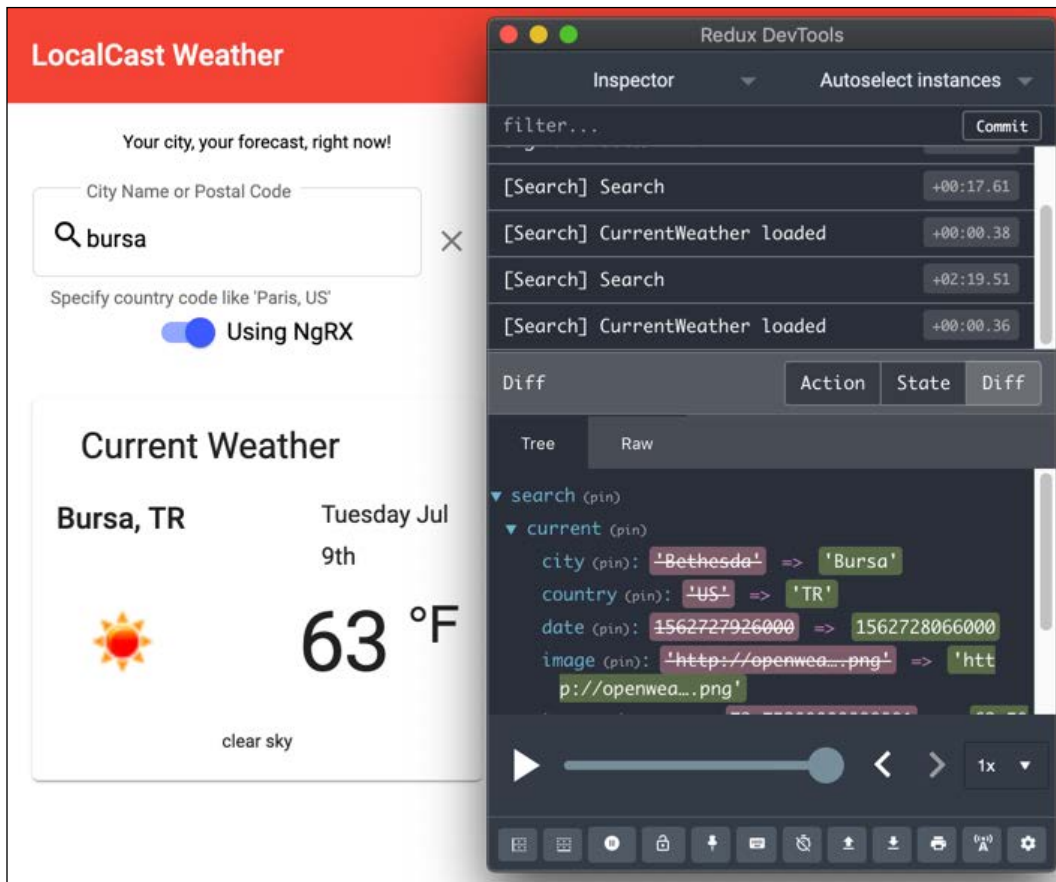 LocalCast Weather
Your city, your forecast, right now!
City Name or Postal Code
bursa
Specify country code like 'Paris, US'
Using NgRX
Current Weather
Bursa, TR
Tuesday Jul
9th
63 °F
clear sky
Redux DevTools
Inspector
Autoselect instances
filter...
Commit
[Search] Search +00:17.61
[Search] CurrentWeather loaded +00:00.38
[Search] Search +02:19.51
[Search] CurrentWeather loaded +00:00.36
Diff
Action State Diff
Tree Raw
search (pin)
current (pin)
city (pin): 'Bethesda' => 'Bursa'
country (pin): 'US' => 'TR'
date (pin): 1562727926000 => 1562728066000
image (pin): 'http://openwea….png' => 'htt
p://openwea….png'
1x